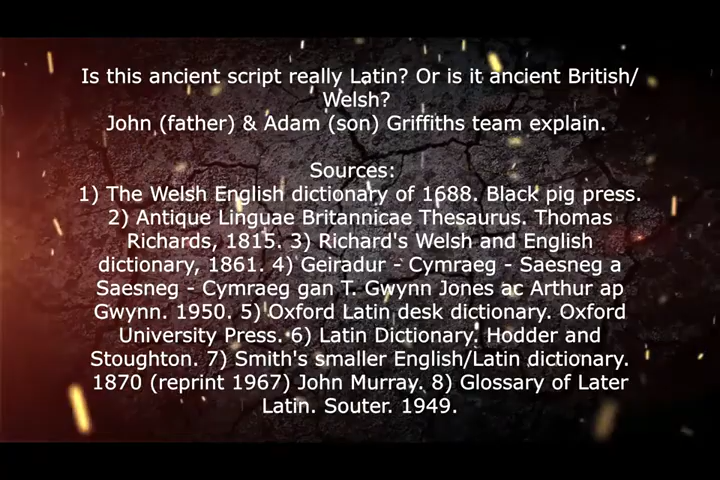 Is this ancient script really Latin? Or is it ancient British/
Welsh?
John (father) & Adam (son) Griffiths team explain.
Sources:
1) The Welsh English dictionary of 1688. Black pig press.
2) Antique Linguae Britannicae Thesaurus. Thomas
Richards, 1815. 3) Richard's Welsh and English
dictionary, 1861. 4) Geiradur - Cymraeg - Saesneg a
Saesneg - Cymraeg gan T. Gwynn Jones ac Arthur ap
Gwynn. 1950. 5) Oxford Latin desk dictionary. Oxford
University Press. 6) Latin Dictionary. Hodder and
Stoughton. 7) Smith's smaller English/Latin dictionary.
1870 (reprint 1967) John Murray. 8) Glossary of Later
Latin. Souter. 1949.